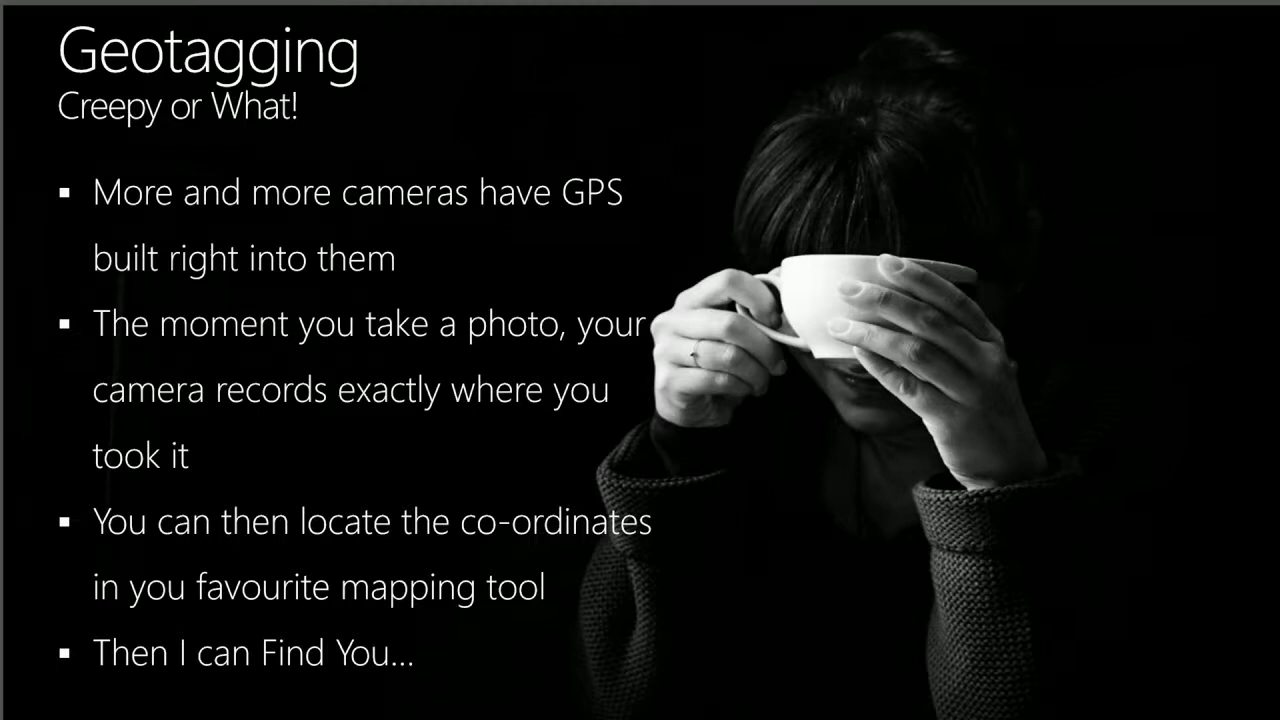 Geotagging
Creepy or What!
▪ More and more cameras have GPS
built right into them
▪ The moment you take a photo, your
camera records exactly where you
took it
▪ You can then locate the co-ordinates
in you favourite mapping tool
▪ Then I can Find You...